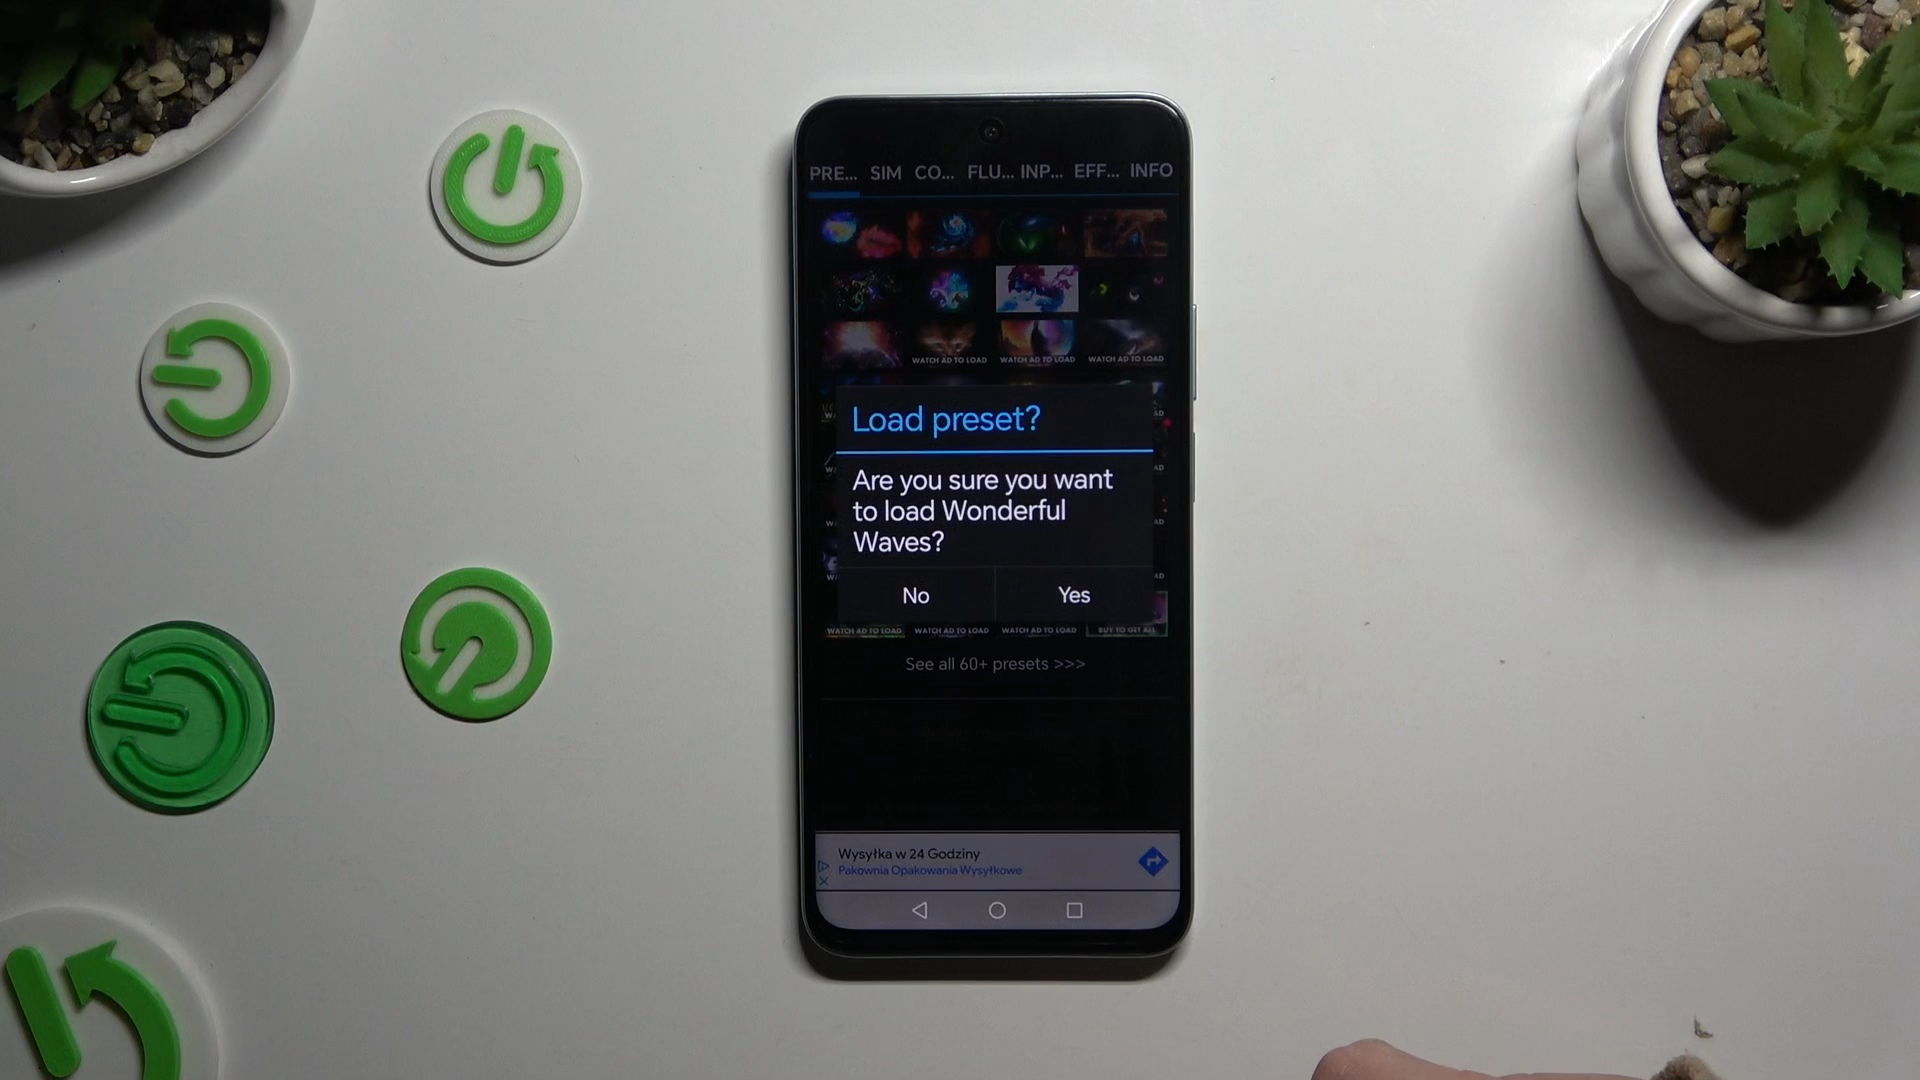 PRE... SIM CO... FLU... INP... EFF... INFO
WATCH AD TO LOAD WATCH AD TO LOAD WATCH AD TO LOAD
Load preset?
Are you sure you want
to load Wonderful
Waves?
No Yes
WATCH AD TO LOAD WATCH AD TO LOAD WATCH AD TO LOAD BUY TO GET ALL
See all 60+ presets >>>
Wysyłka w 24 Godziny
Pakownia Opakowania Wysyłkowe